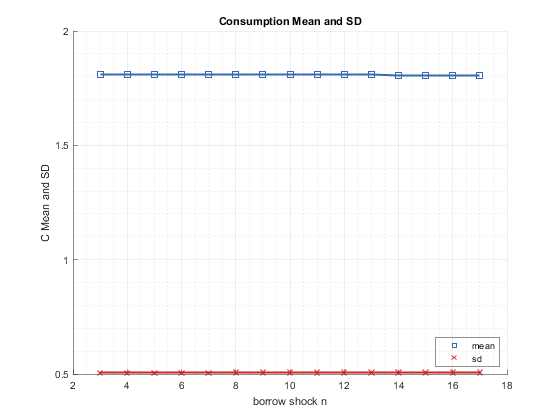 Consumption Mean and SD
2
1.5
1
0.5
C Mean and SD
2 4 6 8 10 12 14 16 18
borrow shock n
mean
sd